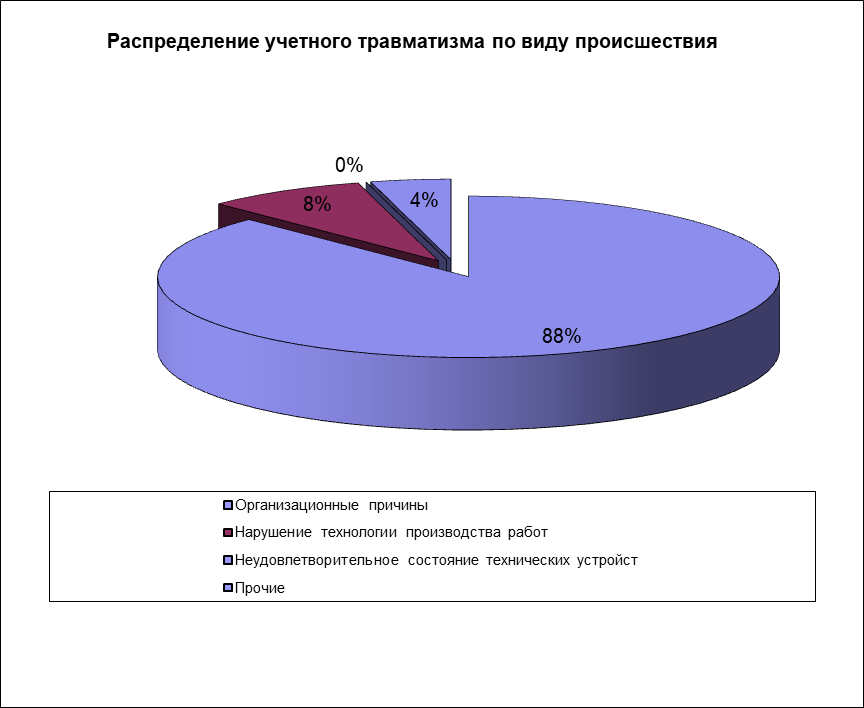 Распределение учетного травматизма по виду происшествия
0%
8%
4%
88%
Организационные причины
Нарушение технологии производства работ
Неудовлетворительное состояние технических устройст
Прочие